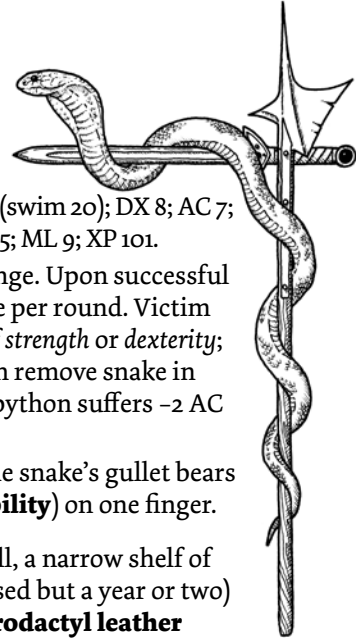 (swim 20); DX 8; AC 7;
5; ML 9; XP 101.
nge. Upon successful
e per round. Victim
f strength or dexterity;
n remove snake in
python suffers –2 AC
e snake's gullet bears
bility) on one finger.
ll, a narrow shelf of
sed but a year or two)
rodactyl leather